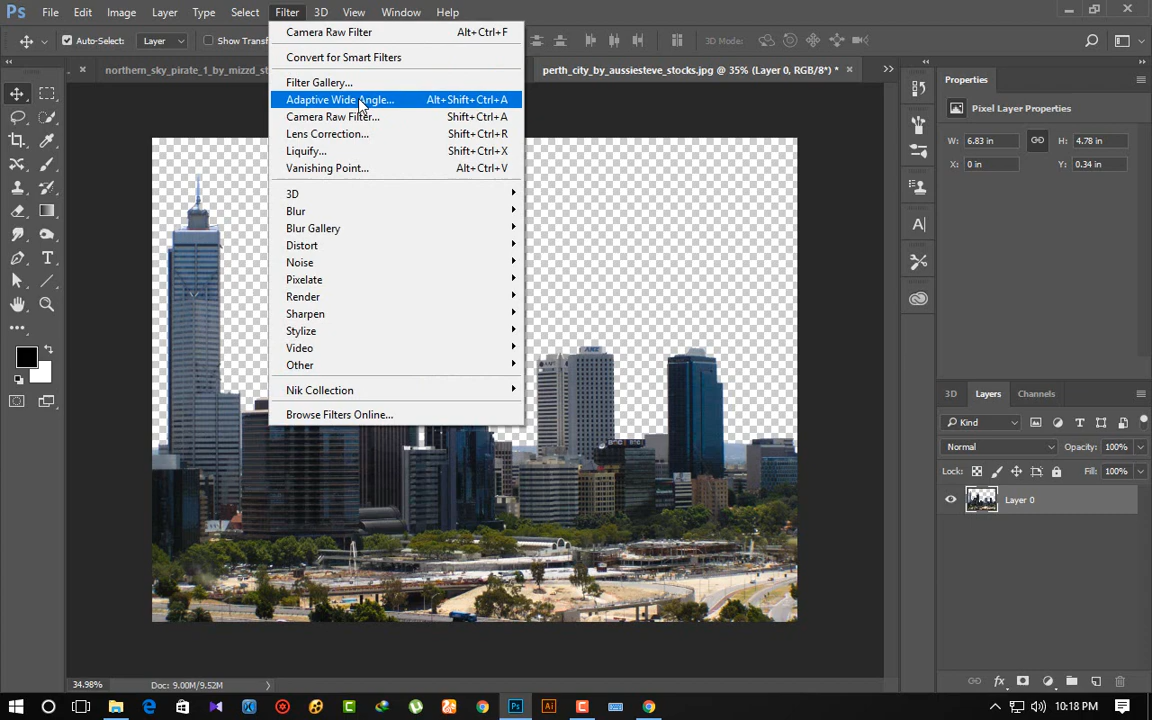 Ps File Edit Image Layer Type Select Filter 3D View Window Help
Auto-Select: Layer Show Transf 3D Mode:
northern_sky_pirate_1_by_mizzd_st perth_city_by_aussiesteve_stocks.jpg @ 35% (Layer 0, RGB/8*) *
Camera Raw Filter Alt+Ctrl+F
Convert for Smart Filters
Filter Gallery...
Adaptive Wide Angle... Alt+Shift+Ctrl+A
Camera Raw Filter... Shift+Ctrl+A
Lens Correction... Shift+Ctrl+R
Liquify... Shift+Ctrl+X
Vanishing Point... Alt+Ctrl+V
3D
Blur
Blur Gallery
Distort
Noise
Pixelate
Render
Sharpen
Stylize
Video
Other
Nik Collection
Browse Filters Online...
Properties
Pixel Layer Properties
W: 6.83 in H: 4.78 in
X: 0 in Y: 0.34 in
3D Layers Channels
Kind
Normal Opacity: 100%
Lock: Fill: 100%
Layer 0
34.98% Doc: 9.00M/9.52M
10:18 PM